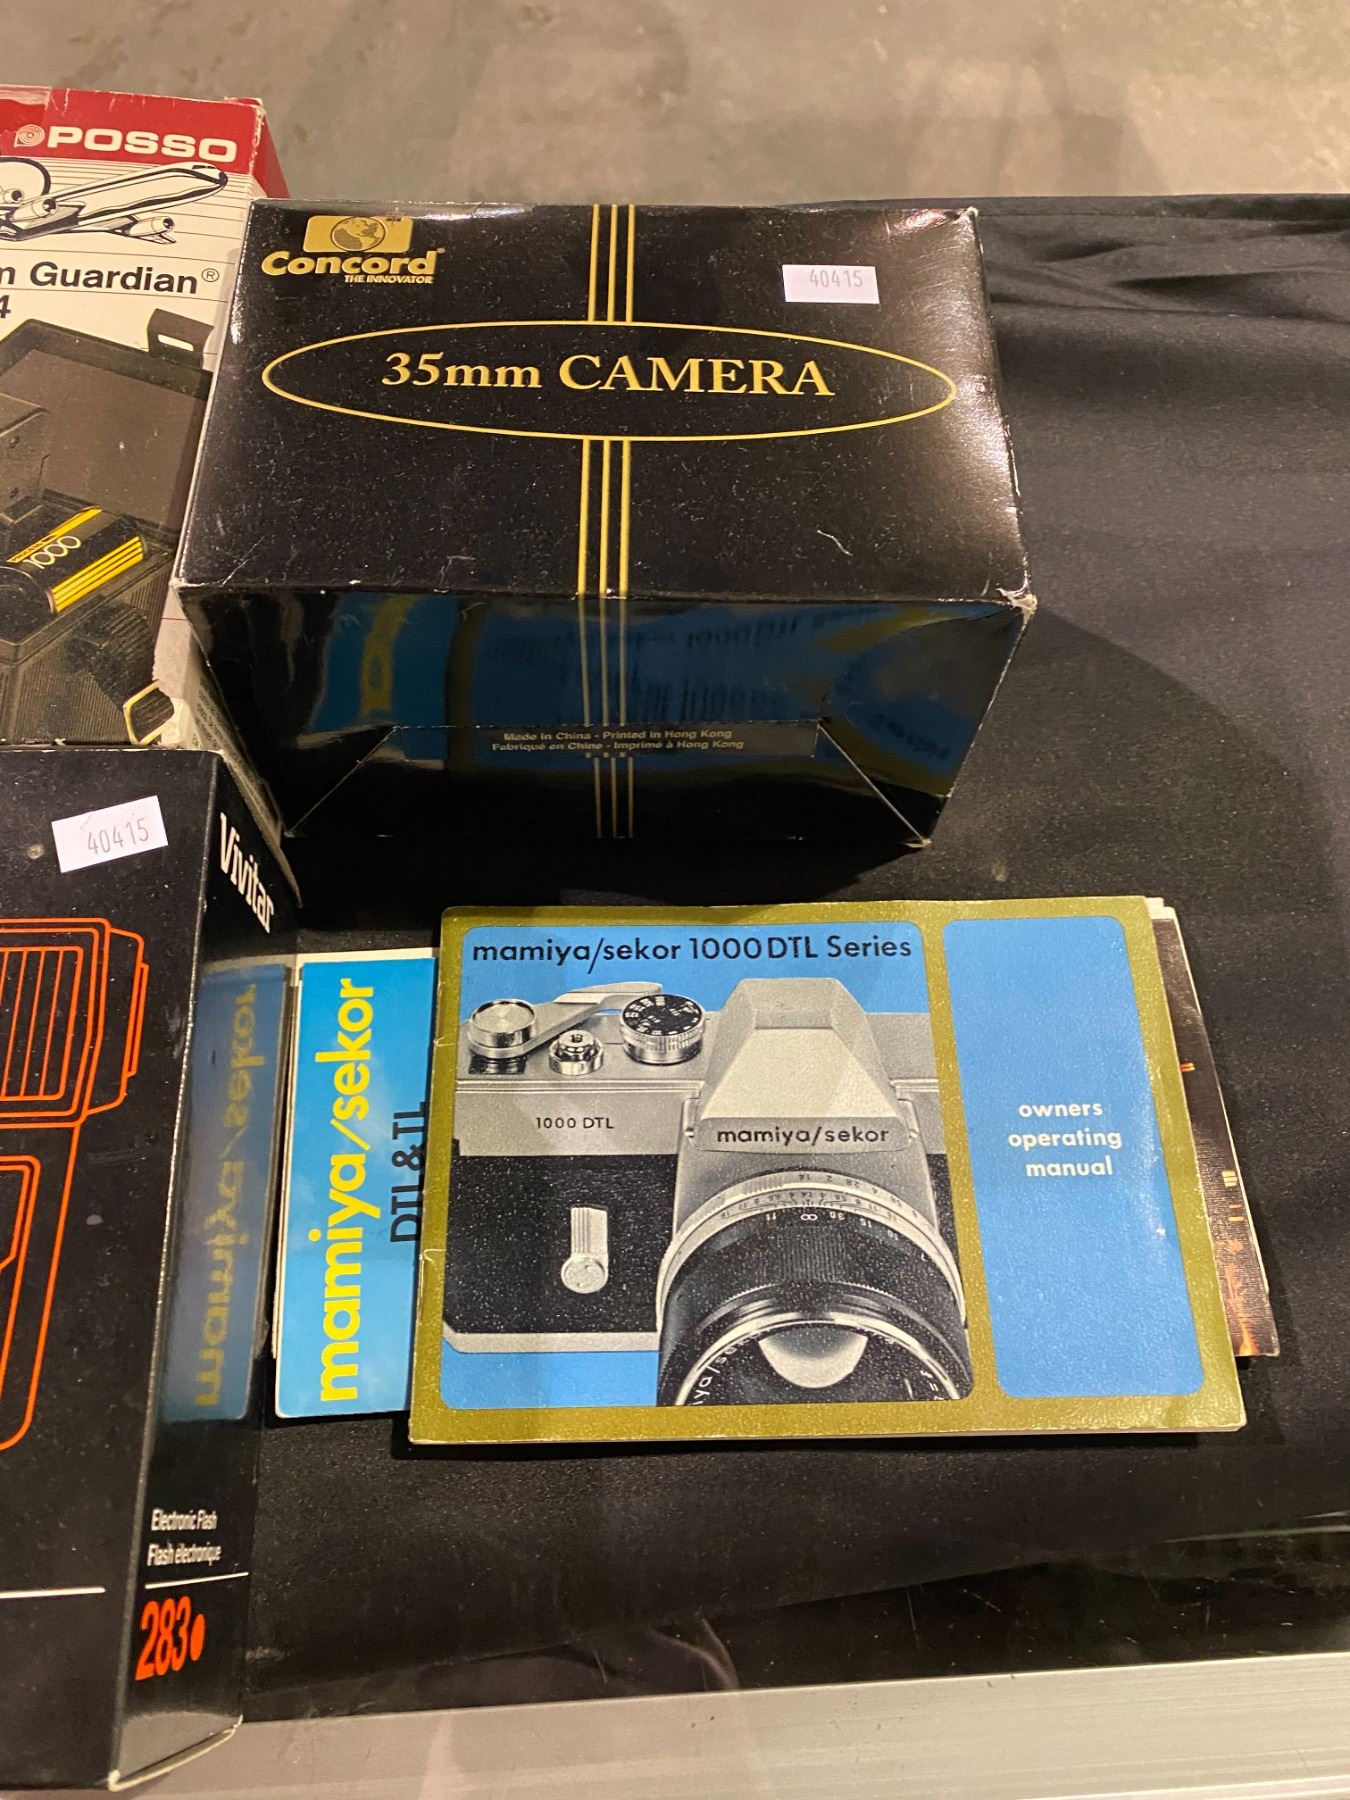 POSSO
Guardian®
4
1000
Concord®
THE INNOVATOR
40415
35mm CAMERA
Made in China - Printed in Hong Kong
Fabriqué en Chine - Imprimé à Hong Kong
40415
Vivitar
Electronic Flash
Flash électronique
283
mamiya/sekor
DTL&TL
mamiya/sekor 1000 DTL Series
1000 DTL
mamiya/sekor
owners
operating
manual